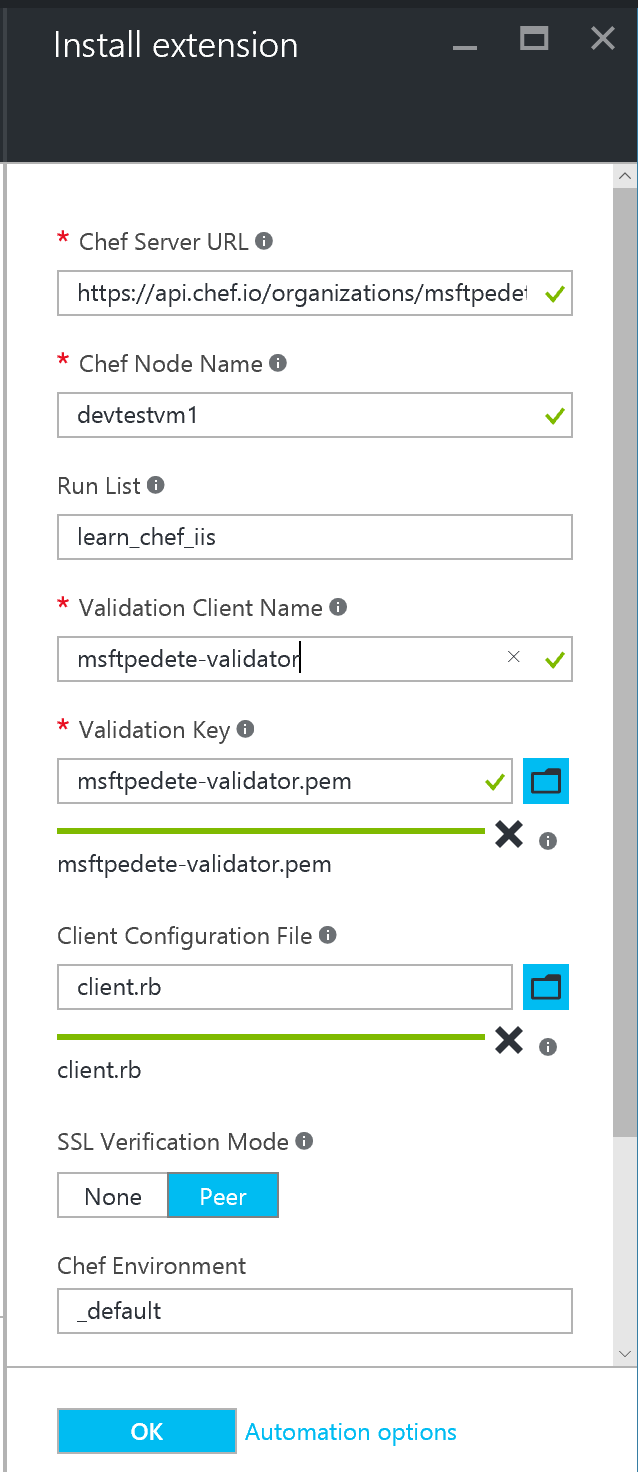 Install extension
* Chef Server URL
https://api.chef.io/organizations/msftpedet
* Chef Node Name
devtestvm1
Run List
learn_chef_iis
* Validation Client Name
msftpedete-validator
* Validation Key
msftpedete-validator.pem
msftpedete-validator.pem
Client Configuration File
client.rb
client.rb
SSL Verification Mode
None Peer
Chef Environment
_default
OK Automation options